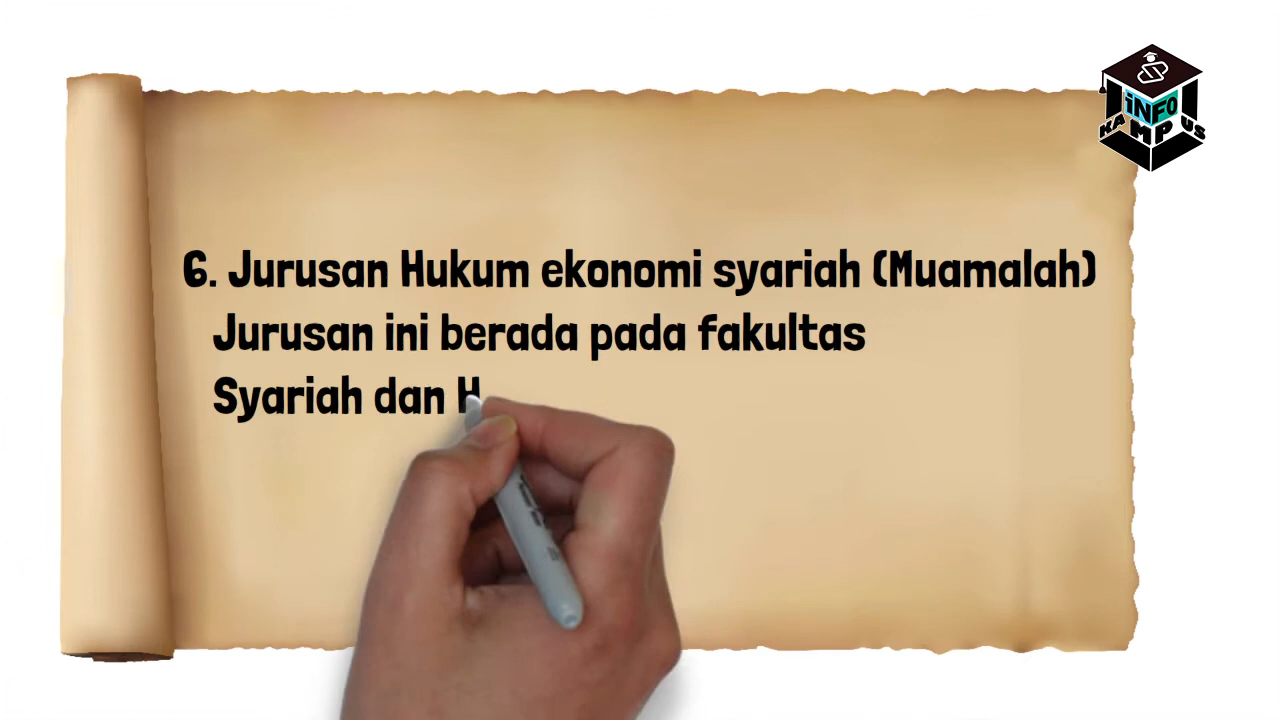 iNFO
KAMPUS
6. Jurusan Hukum ekonomi syariah (Muamalah)
Jurusan ini berada pada fakultas
Syariah dan H